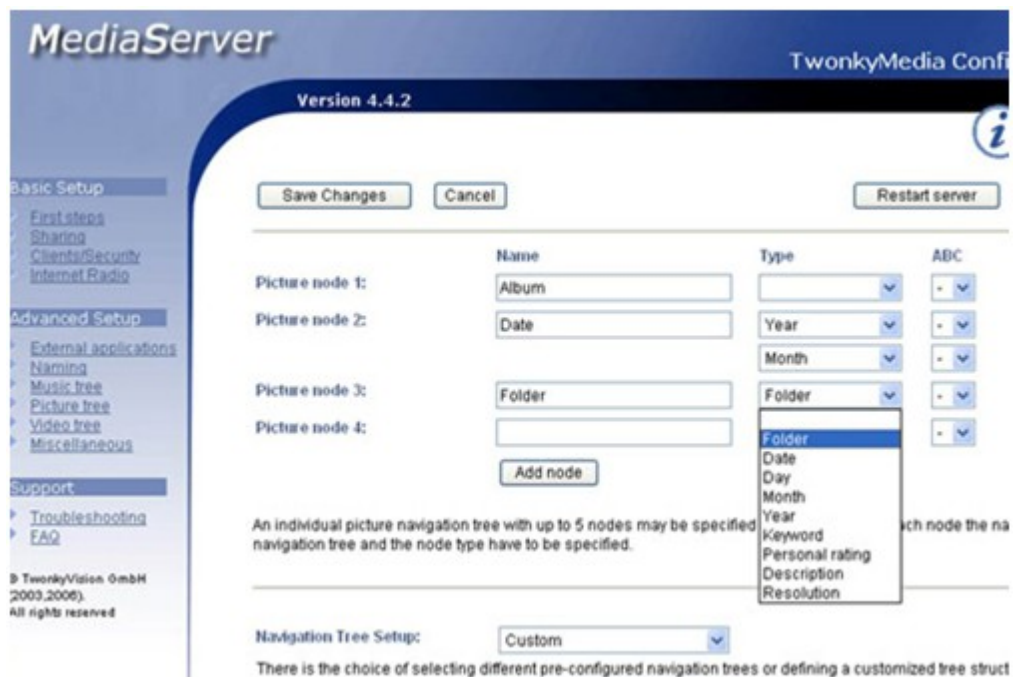 MediaServer
TwonkyMedia Confi
Version 4.4.2
i
Basic Setup
First steps
Sharing
Clients/Security
Internet Radio
Advanced Setup
External applications
Naming
Music tree
Picture tree
Video tree
Miscellaneous
Support
Troubleshooting
FAQ
© TwonkyVision GmbH
(2003,2006).
All rights reserved
Save Changes Cancel Restart server
Name Type ABC
Picture node 1: Album -
Picture node 2: Date Year -
Month -
Picture node 3: Folder Folder -
Picture node 4: -
Folder
Date
Day
Month
Year
Keyword
Personal rating
Description
Resolution
Add node
An individual picture navigation tree with up to 5 nodes may be specified ch node the na
navigation tree and the node type have to be specified.
Navigation Tree Setup: Custom
There is the choice of selecting different pre-configured navigation trees or defining a customized tree struct